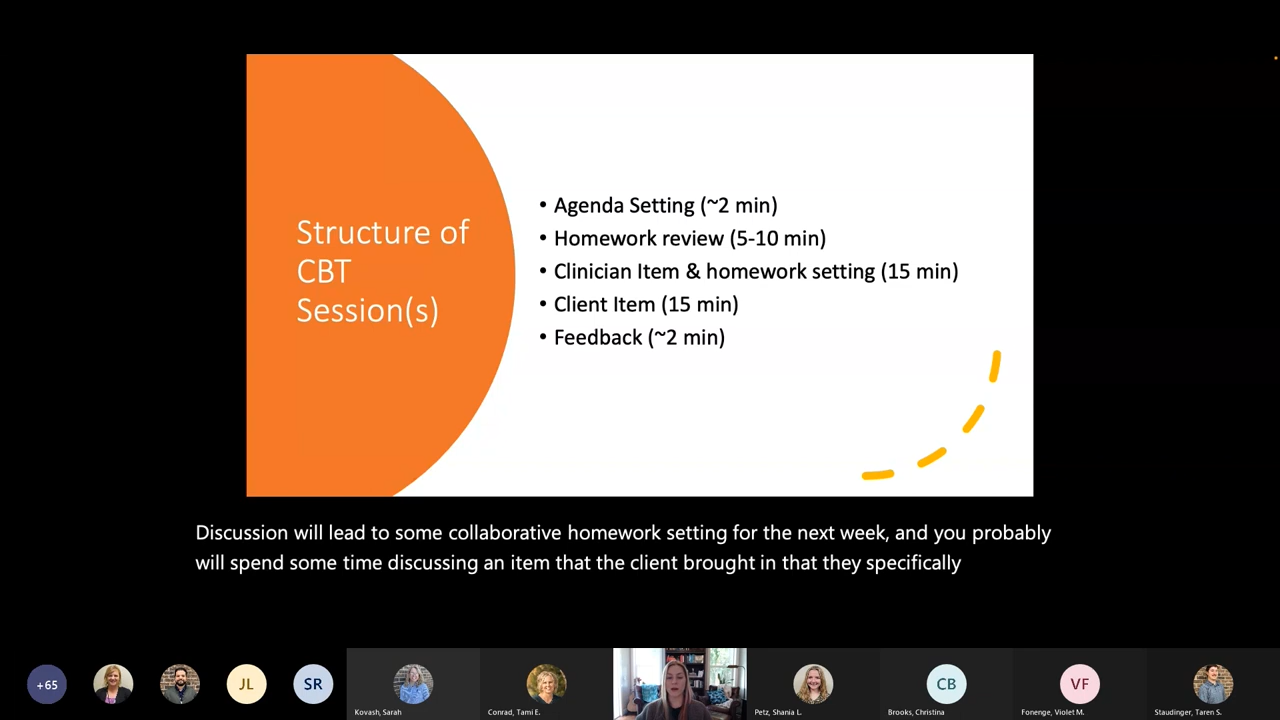 Structure of
CBT
Session(s)
• Agenda Setting (~2 min)
• Homework review (5-10 min)
• Clinician Item & homework setting (15 min)
• Client Item (15 min)
• Feedback (~2 min)
Discussion will lead to some collaborative homework setting for the next week, and you probably
will spend some time discussing an item that the client brought in that they specifically
+65
JL
SR
CB
VF
Kovash, Sarah
Conrad, Tami E.
Petz, Shania L.
Brooks, Christina
Fonenge, Violet M.
Staudinger, Taren S.